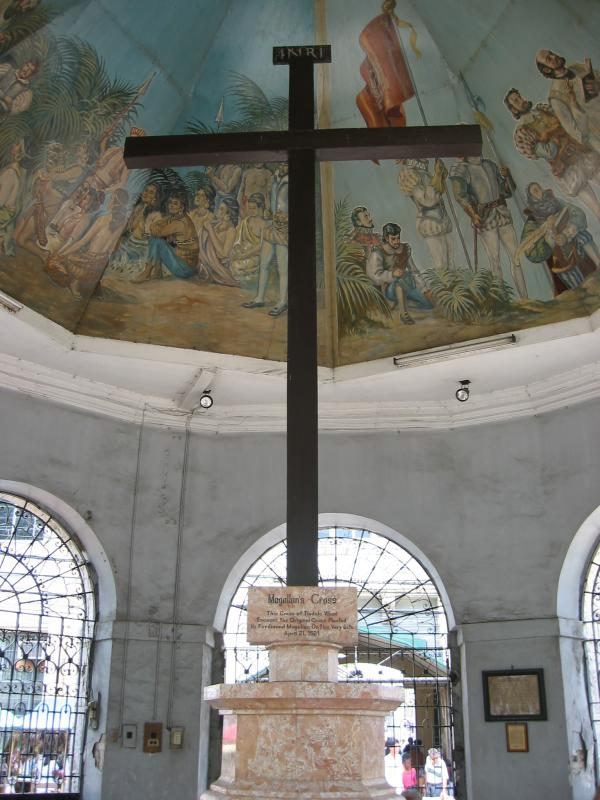 INRI
Magellan's Cross
This Cross of Tindalo Wood
Encases the Original Cross Planted
By Ferdinand Magellan On This Very Site
April 21, 1521